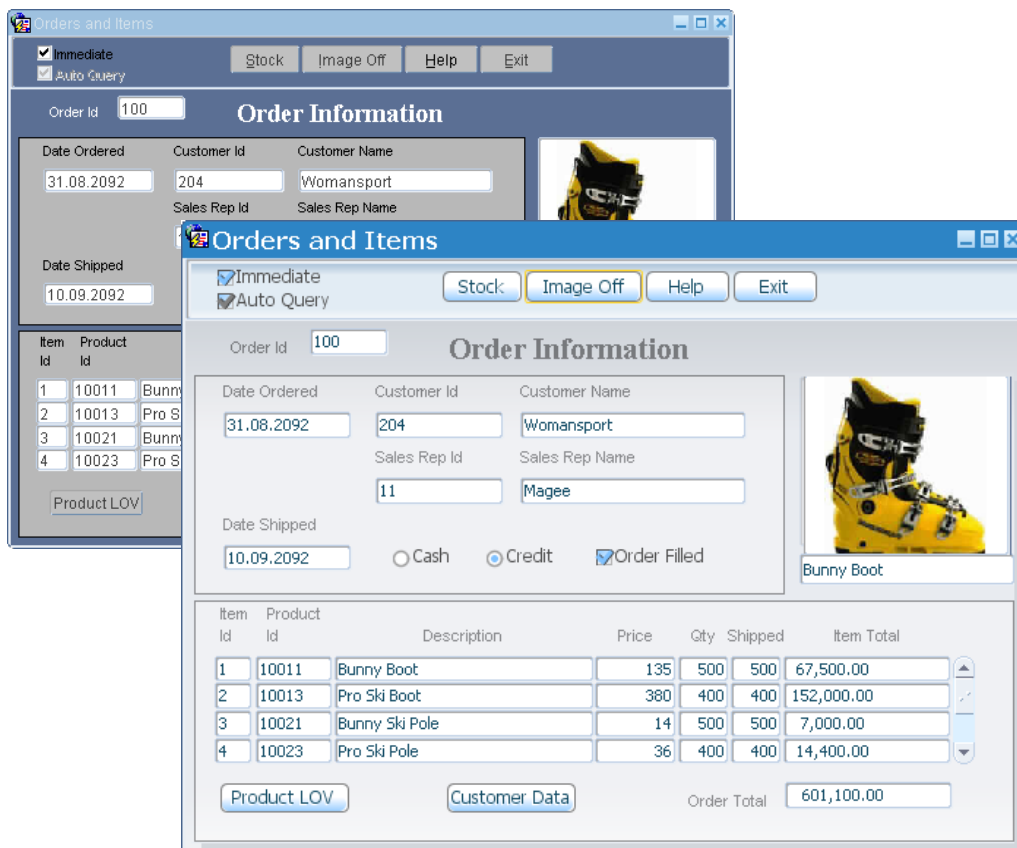 Orders and Items
Immediate
Auto Query
Stock Image Off Help Exit
Order Id 100 Order Information
Date Ordered Customer Id Customer Name
31.08.2092 204 Womansport
Sales Rep Id Sales Rep Name
Date Shipped
10.09.2092
Item Product
Id Id
1 10011 Bunny
2 10013 Pro S
3 10021 Bunny
4 10023 Pro S
Product LOV
Orders and Items
Immediate
Auto Query
Stock Image Off Help Exit
Order Id 100 Order Information
Date Ordered Customer Id Customer Name
31.08.2092 204 Womansport
Sales Rep Id Sales Rep Name
11 Magee
Date Shipped
10.09.2092 Cash Credit Order Filled
Bunny Boot
Item Product
Id Id Description Price Qty Shipped Item Total
1 10011 Bunny Boot 135 500 500 67,500.00
2 10013 Pro Ski Boot 380 400 400 152,000.00
3 10021 Bunny Ski Pole 14 500 500 7,000.00
4 10023 Pro Ski Pole 36 400 400 14,400.00
Product LOV Customer Data Order Total 601,100.00